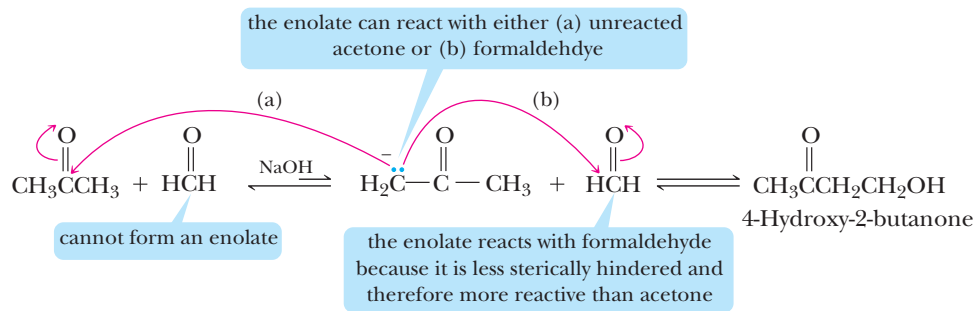 the enolate can react with either (a) unreacted
acetone or (b) formaldehdye
(a)
(b)
O
O
O
O
O
CH₃CCH₃ + HCH
NaOH
−
H₂C — C — CH₃ + HCH
CH₃CCH₂CH₂OH
4-Hydroxy-2-butanone
cannot form an enolate
the enolate reacts with formaldehyde
because it is less sterically hindered and
therefore more reactive than acetone